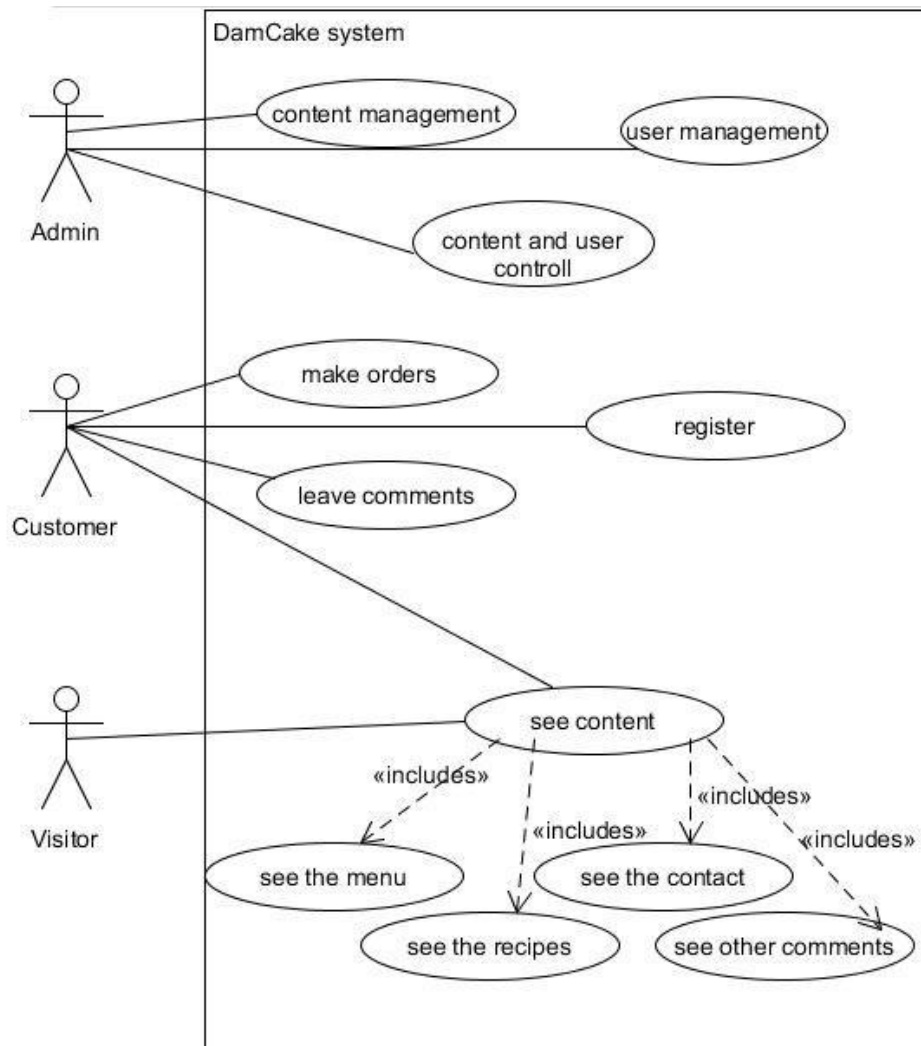 DamCake system
content management
user management
Admin
content and user
controll
make orders
register
leave comments
Customer
see content
«includes»
«includes»
«includes»
«includes»
Visitor
see the menu
see the contact
see the recipes
see other comments